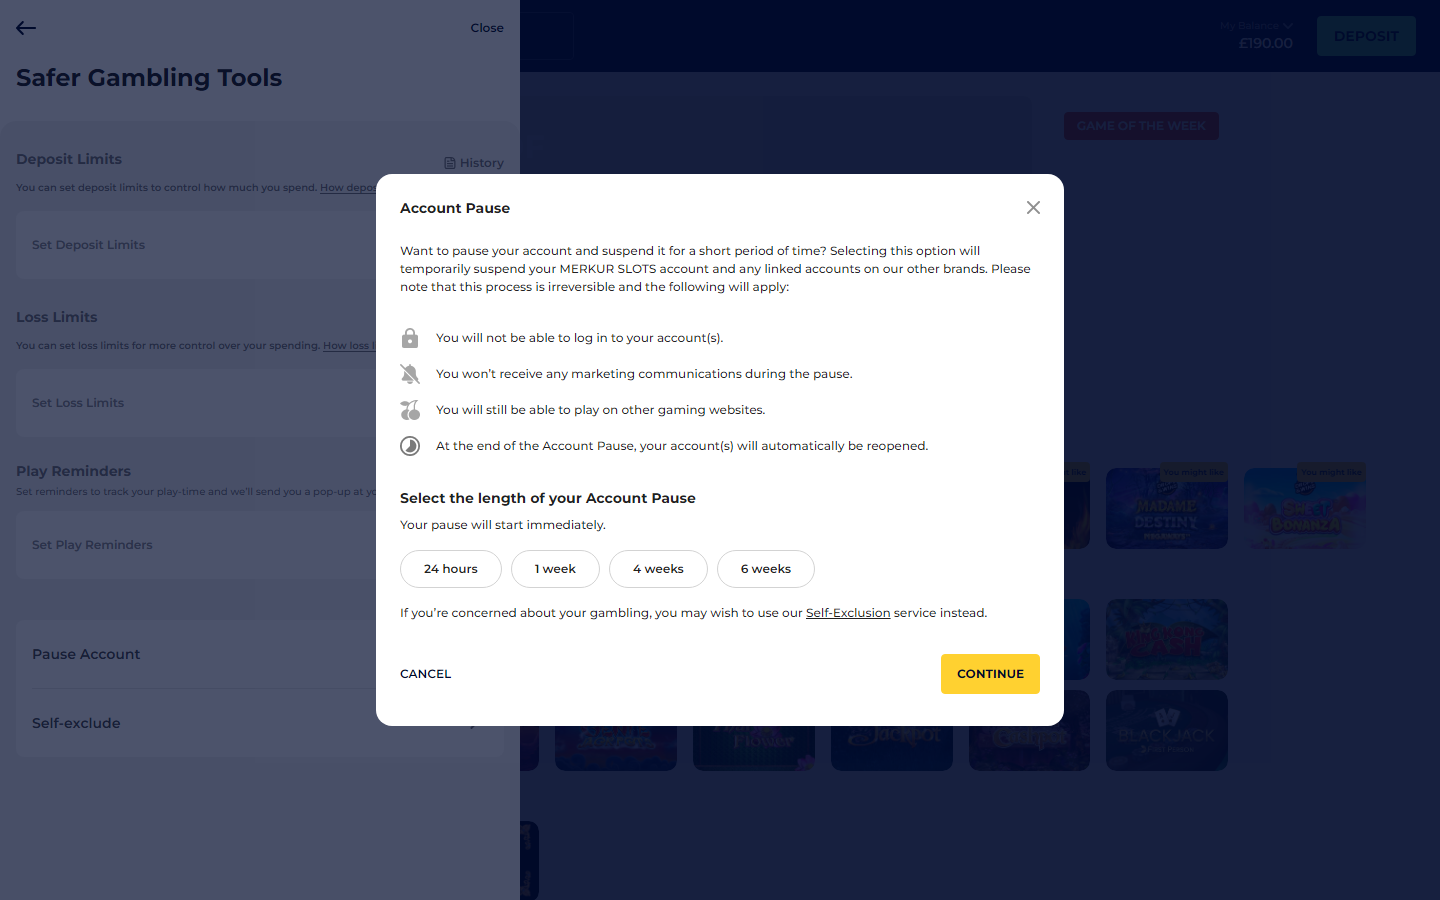 Close
Safer Gambling Tools
My Balance
£190.00
DEPOSIT
GAME OF THE WEEK
Deposit Limits
History
You can set deposit limits to control how much you spend. How
Set Deposit Limits
Loss Limits
You can set loss limits for more control over your spending. How loss
Set Loss Limits
Play Reminders
Set reminders to track your play-time and we'll send you a pop-up at
Set Play Reminders
Pause Account
Self-exclude
Account Pause
Want to pause your account and suspend it for a short period of time? Selecting this option will
temporarily suspend your MERKUR SLOTS account and any linked accounts on our other brands. Please
note that this process is irreversible and the following will apply:
You will not be able to log in to your account(s).
You won’t receive any marketing communications during the pause.
You will still be able to play on other gaming websites.
At the end of the Account Pause, your account(s) will automatically be reopened.
Select the length of your Account Pause
Your pause will start immediately.
24 hours
1 week
4 weeks
6 weeks
If you’re concerned about your gambling, you may wish to use our Self-Exclusion service instead.
CANCEL
CONTINUE
like
You might like
You might like
MADAME
DESTINY
MEGAWAYS
SWEET
BONANZA
Flower
Jackpot
BLACKJACK